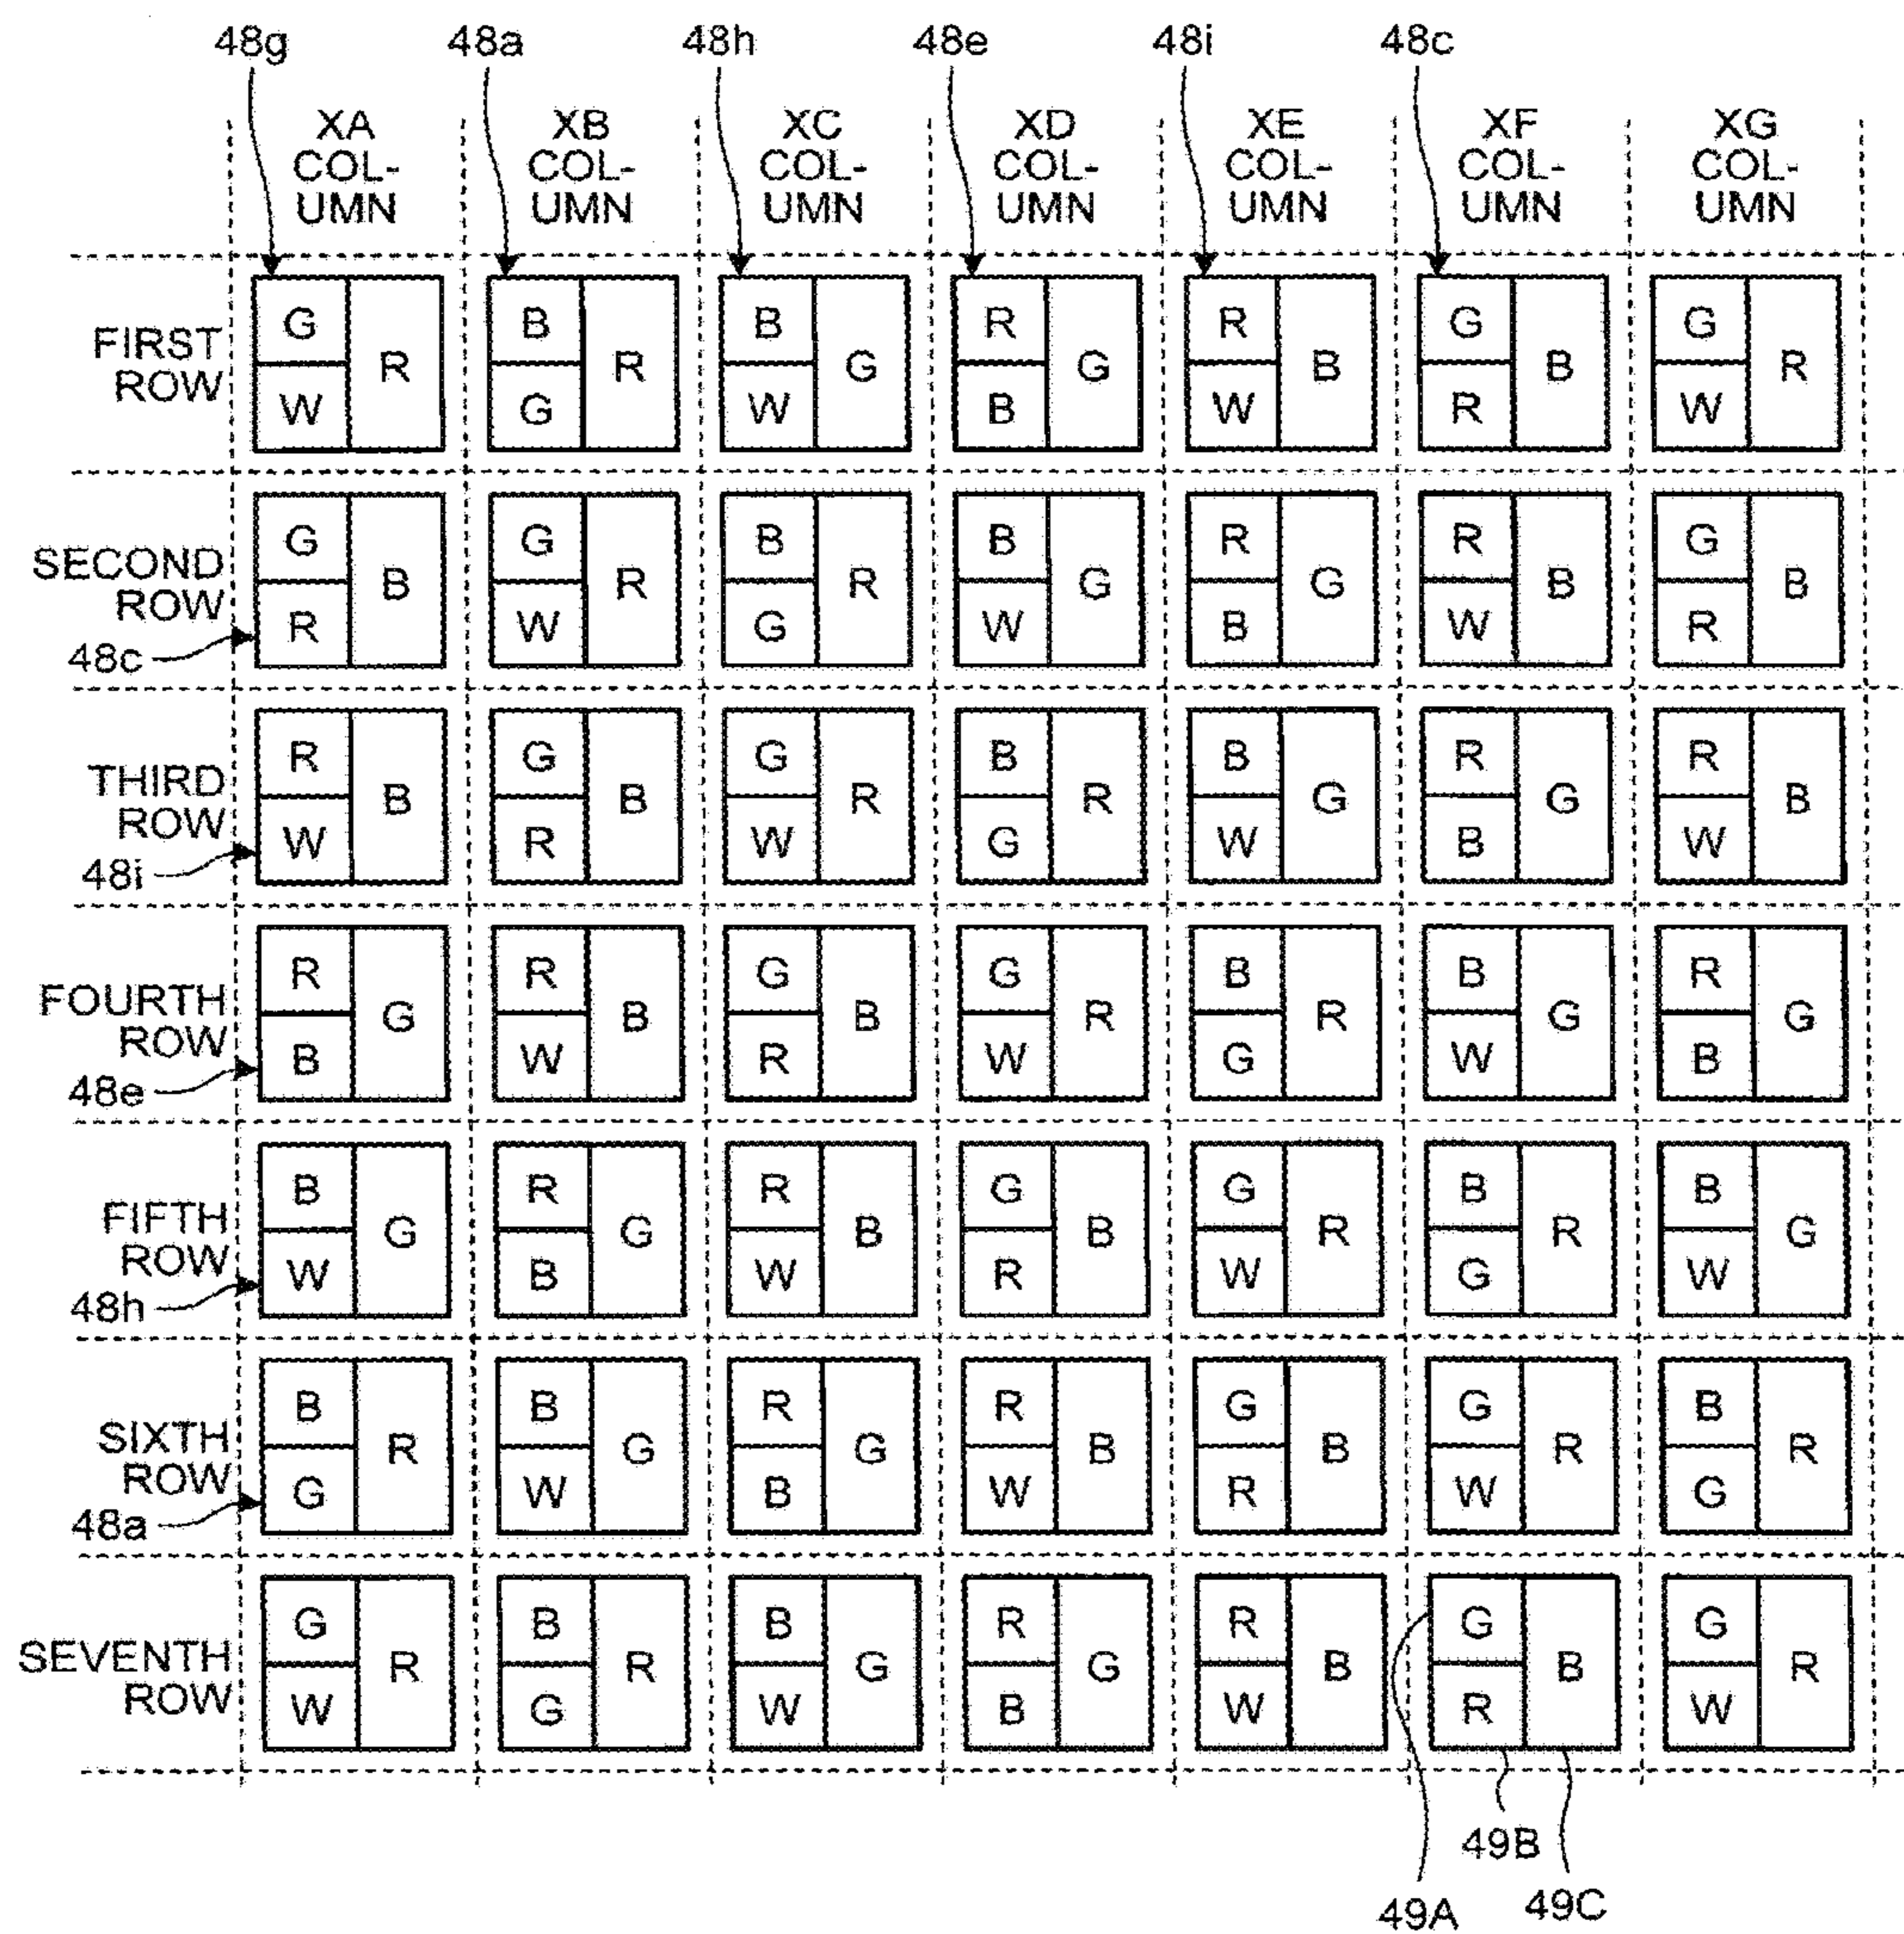 48g 48a 48h 48e 48i 48c
XA COL-UMN XB COL-UMN XC COL-UMN XD COL-UMN XE COL-UMN XF COL-UMN XG COL-UMN
FIRST ROW
G W R B G R B W G R B G R W B G R B G W R
SECOND ROW
48c
G R B G W R B G R B W G R B G R W B G R B
THIRD ROW
48i
R W B G R B G W R B G R B W G R B G R W B
FOURTH ROW
48e
R B G R W B G R B G W R B G R B W G R B G
FIFTH ROW
48h
B W G R B G R W B G R B G W R B G R B W G
SIXTH ROW
48a
B G R B W G R B G R W B G R B G W R B G R
SEVENTH ROW
G W R B G R B W G R B G R W B G R B G W R
49B
49A 49C